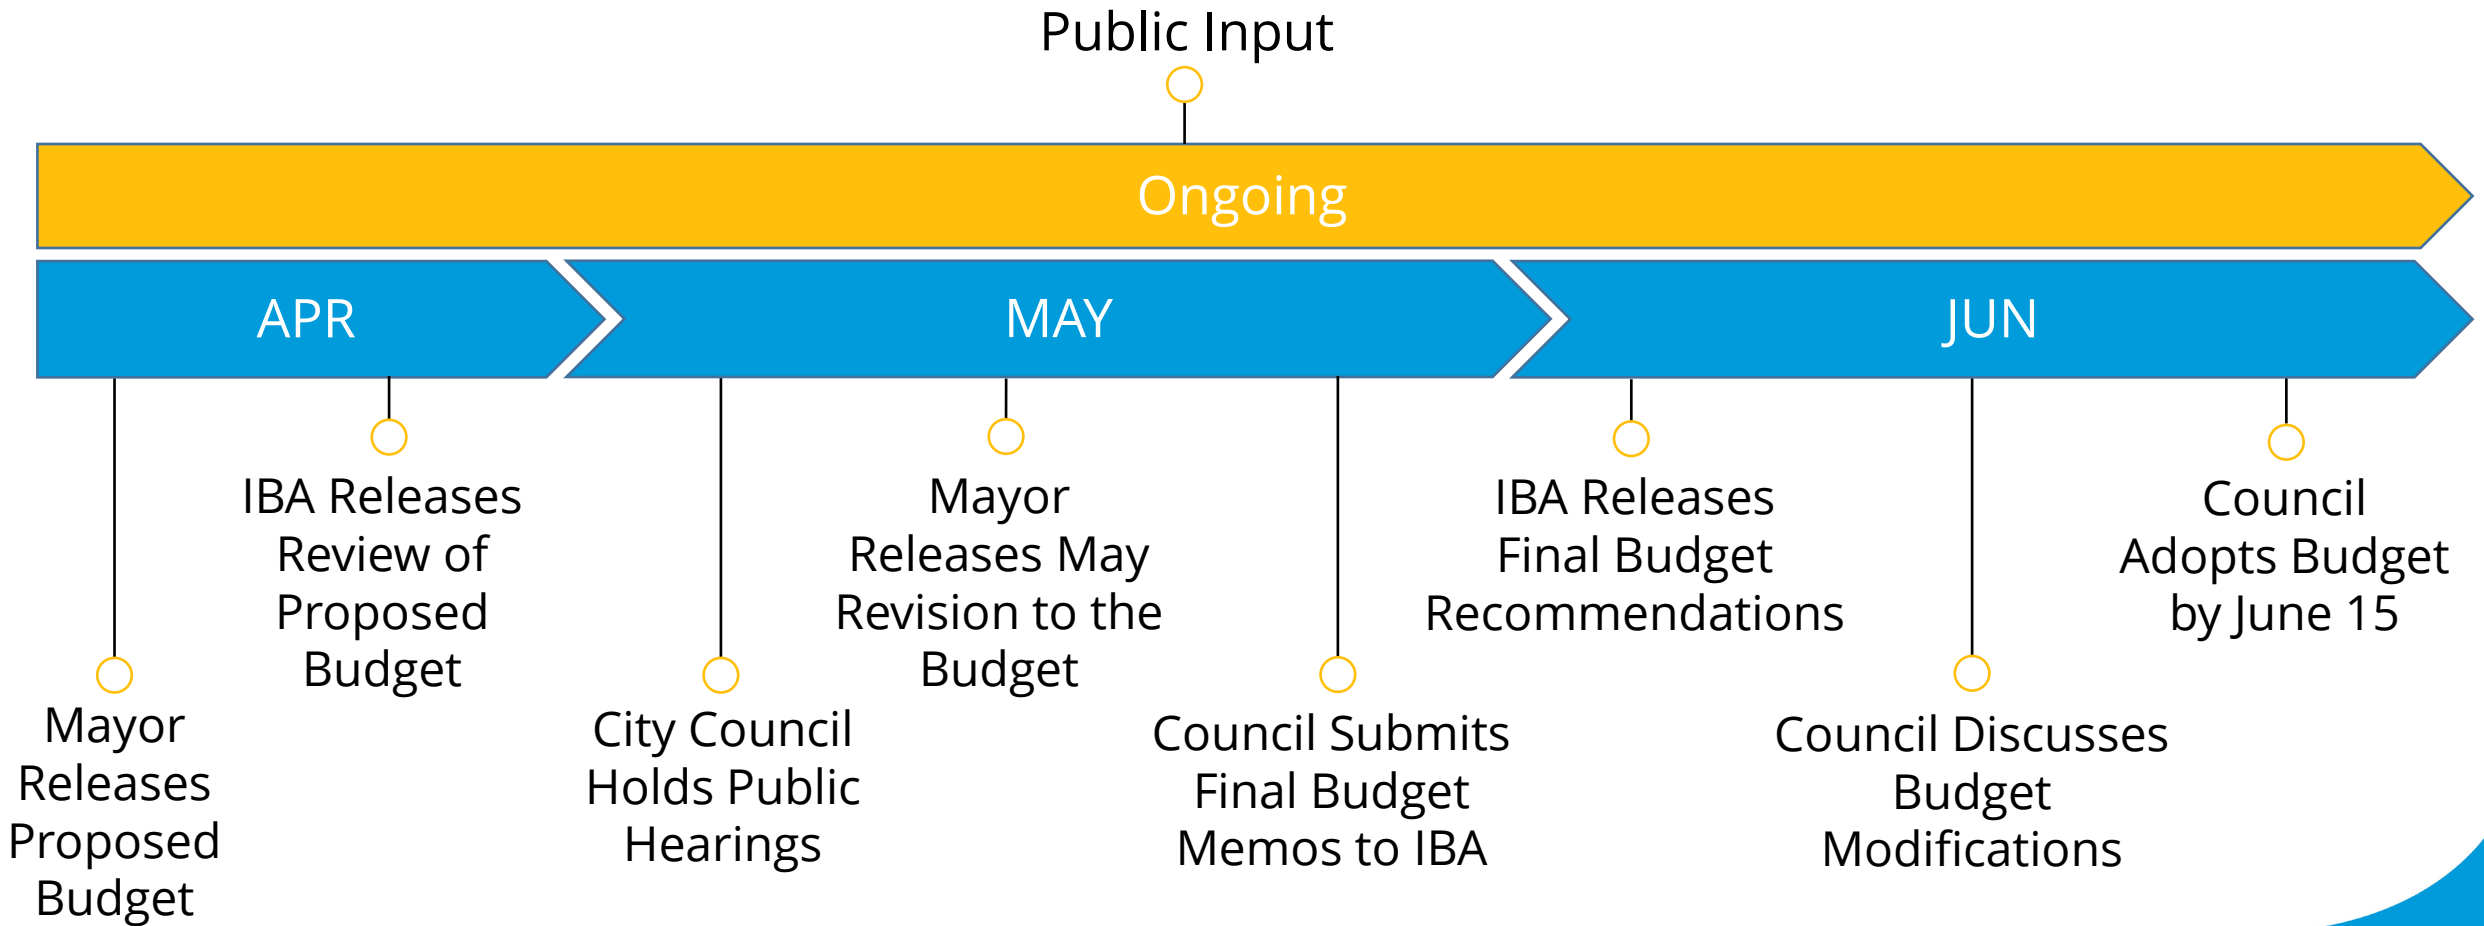 Public Input
Ongoing
APR
MAY
JUN
Mayor
Releases
Proposed
Budget
IBA Releases
Review of
Proposed
Budget
City Council
Holds Public
Hearings
Mayor
Releases May
Revision to the
Budget
Council Submits
Final Budget
Memos to IBA
IBA Releases
Final Budget
Recommendations
Council Discusses
Budget
Modifications
Council
Adopts Budget
by June 15